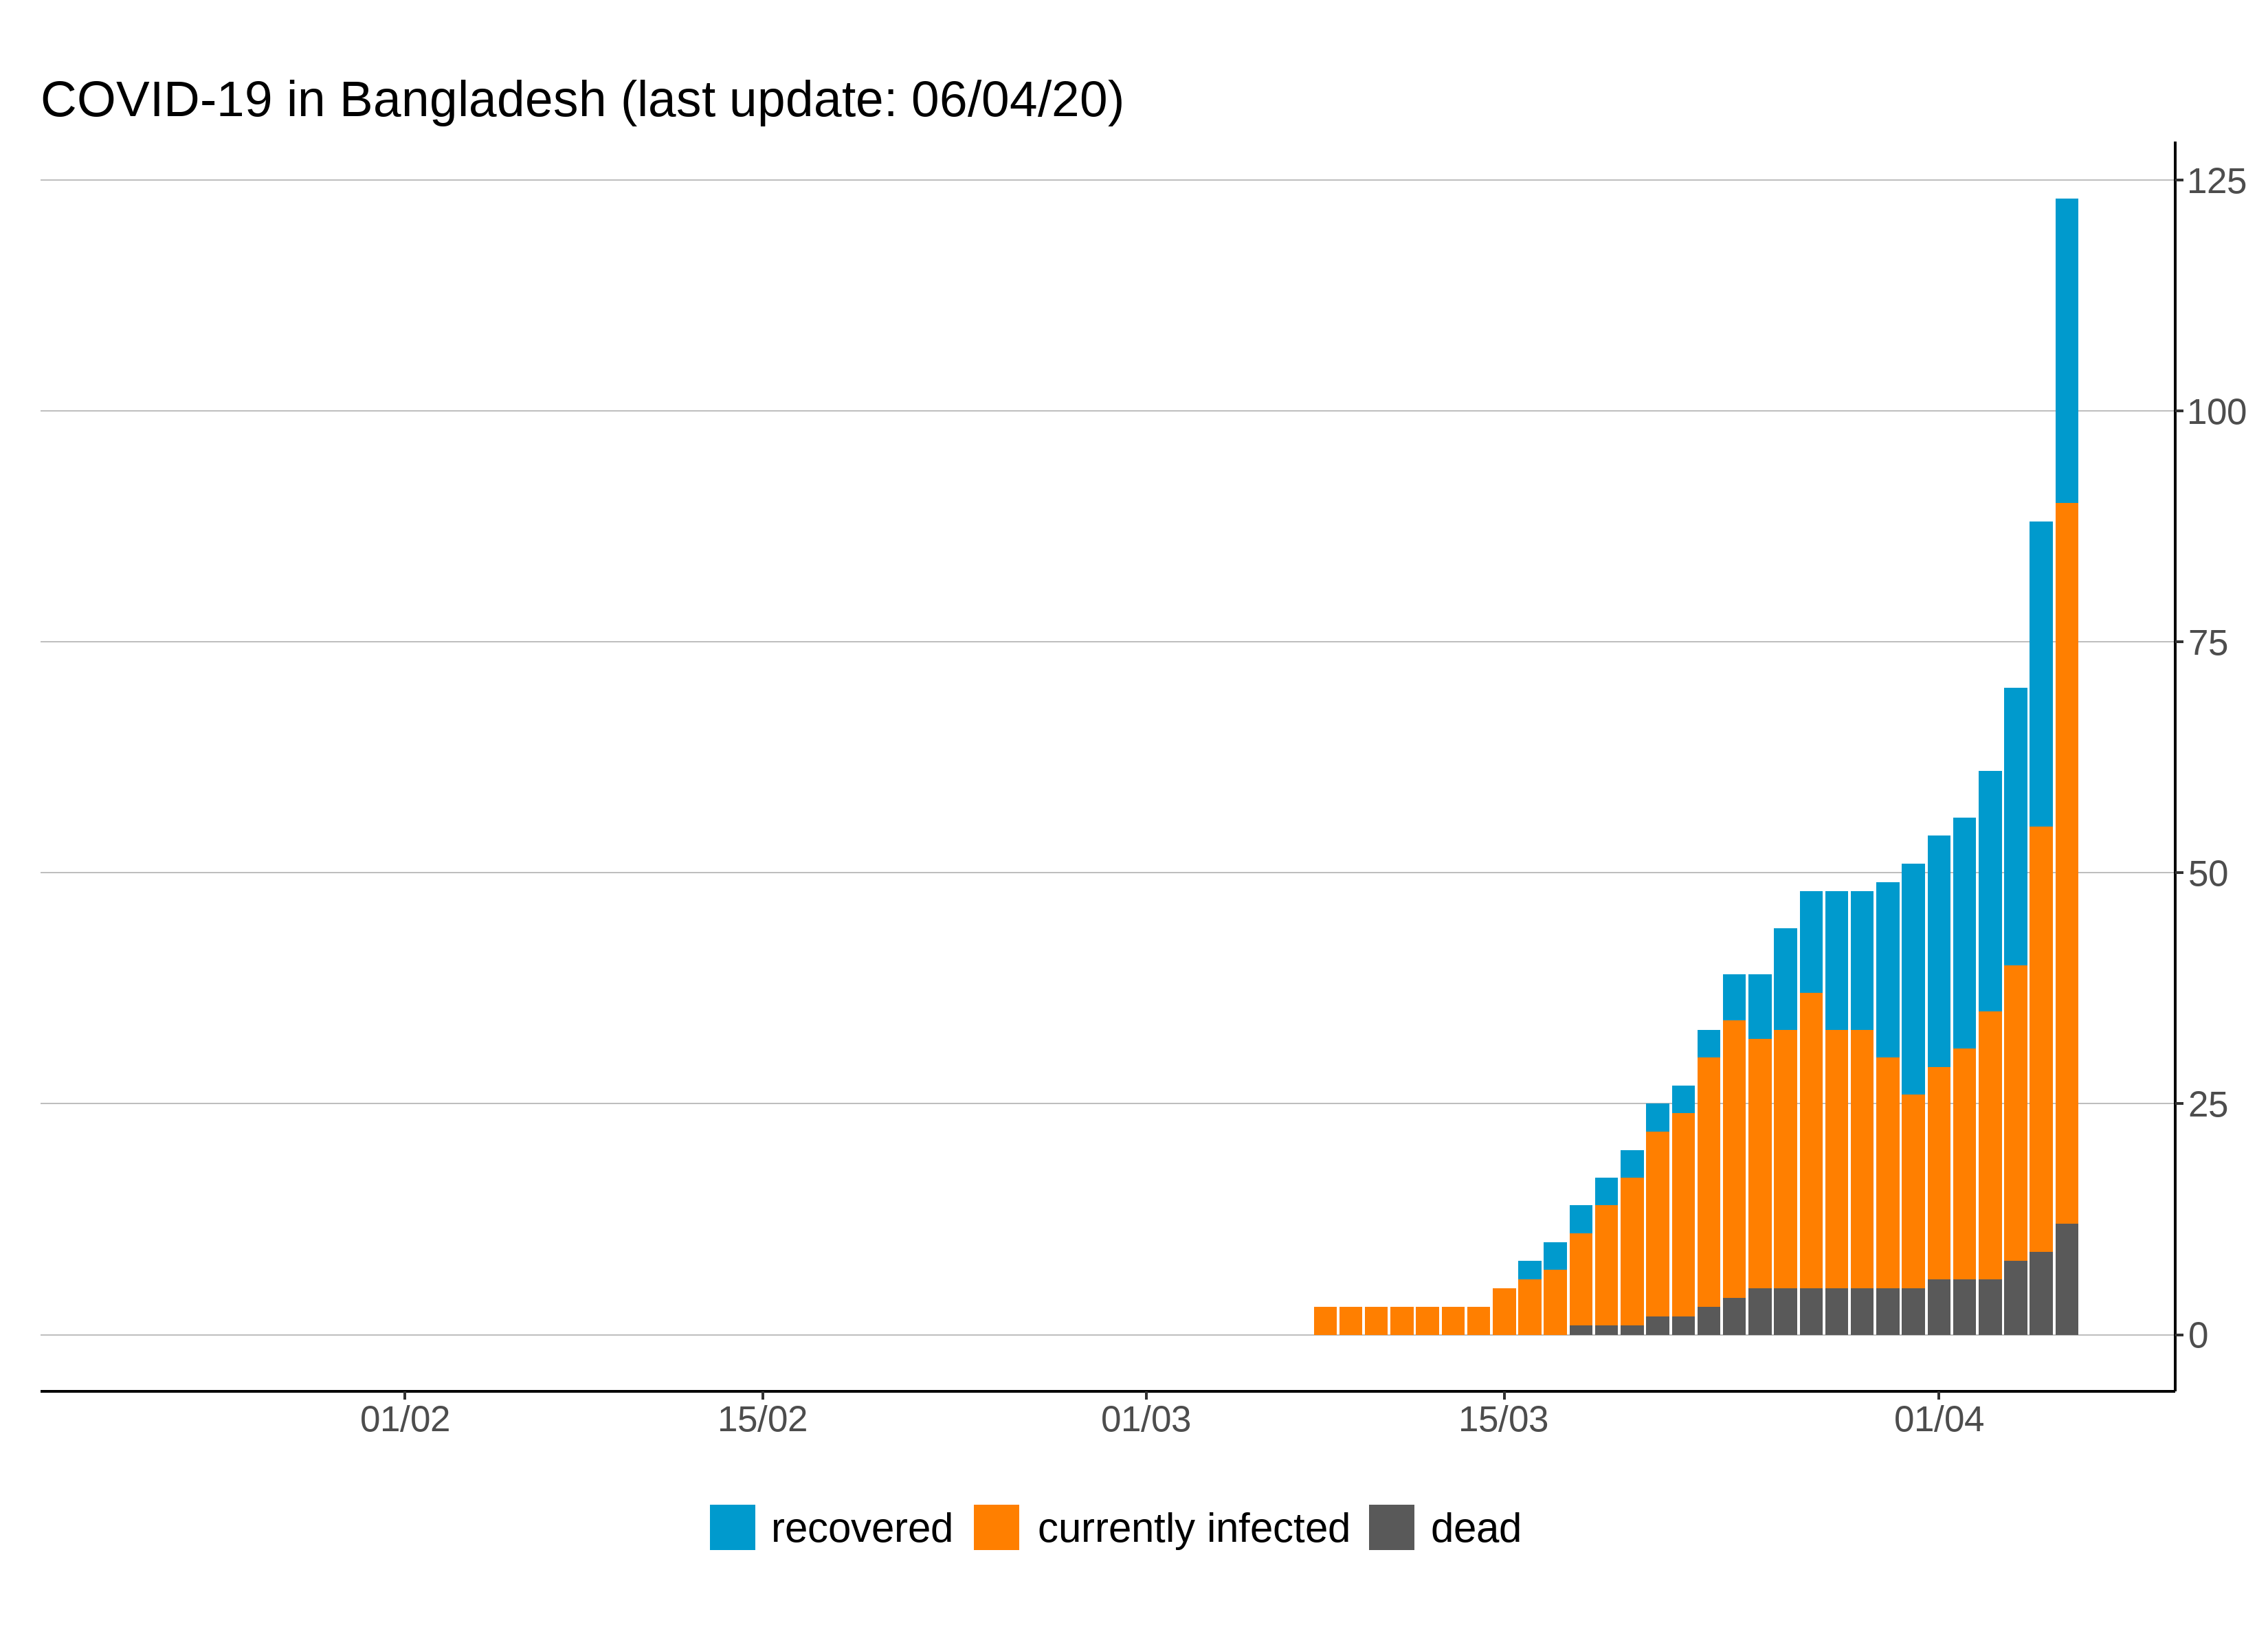 COVID-19 in Bangladesh (last update: 06/04/20)
125
100
75
50
25
0
01/02 15/02 01/03 15/03 01/04
recovered currently infected dead